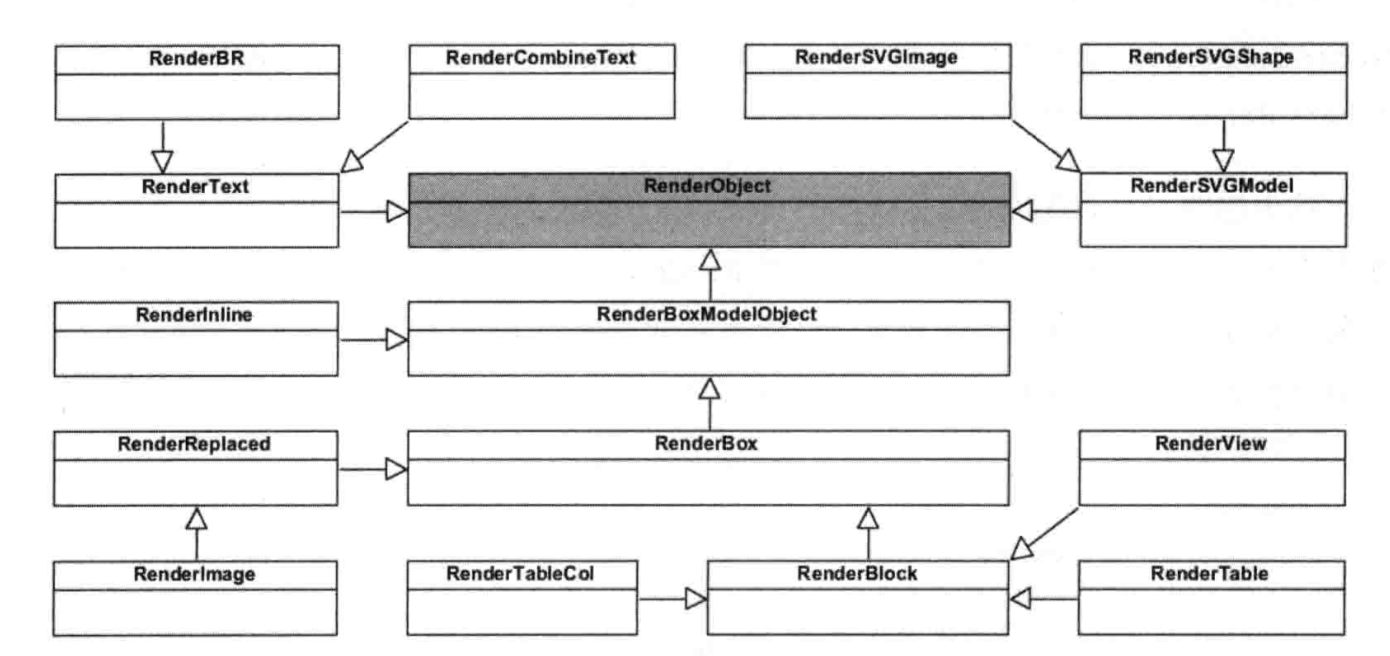 RenderBR
RenderCombineText
RenderSVGImage
RenderSVGShape
RenderText
RenderObject
RenderSVGModel
RenderInline
RenderBoxModelObject
RenderReplaced
RenderBox
RenderView
RenderImage
RenderTableCol
RenderBlock
RenderTable